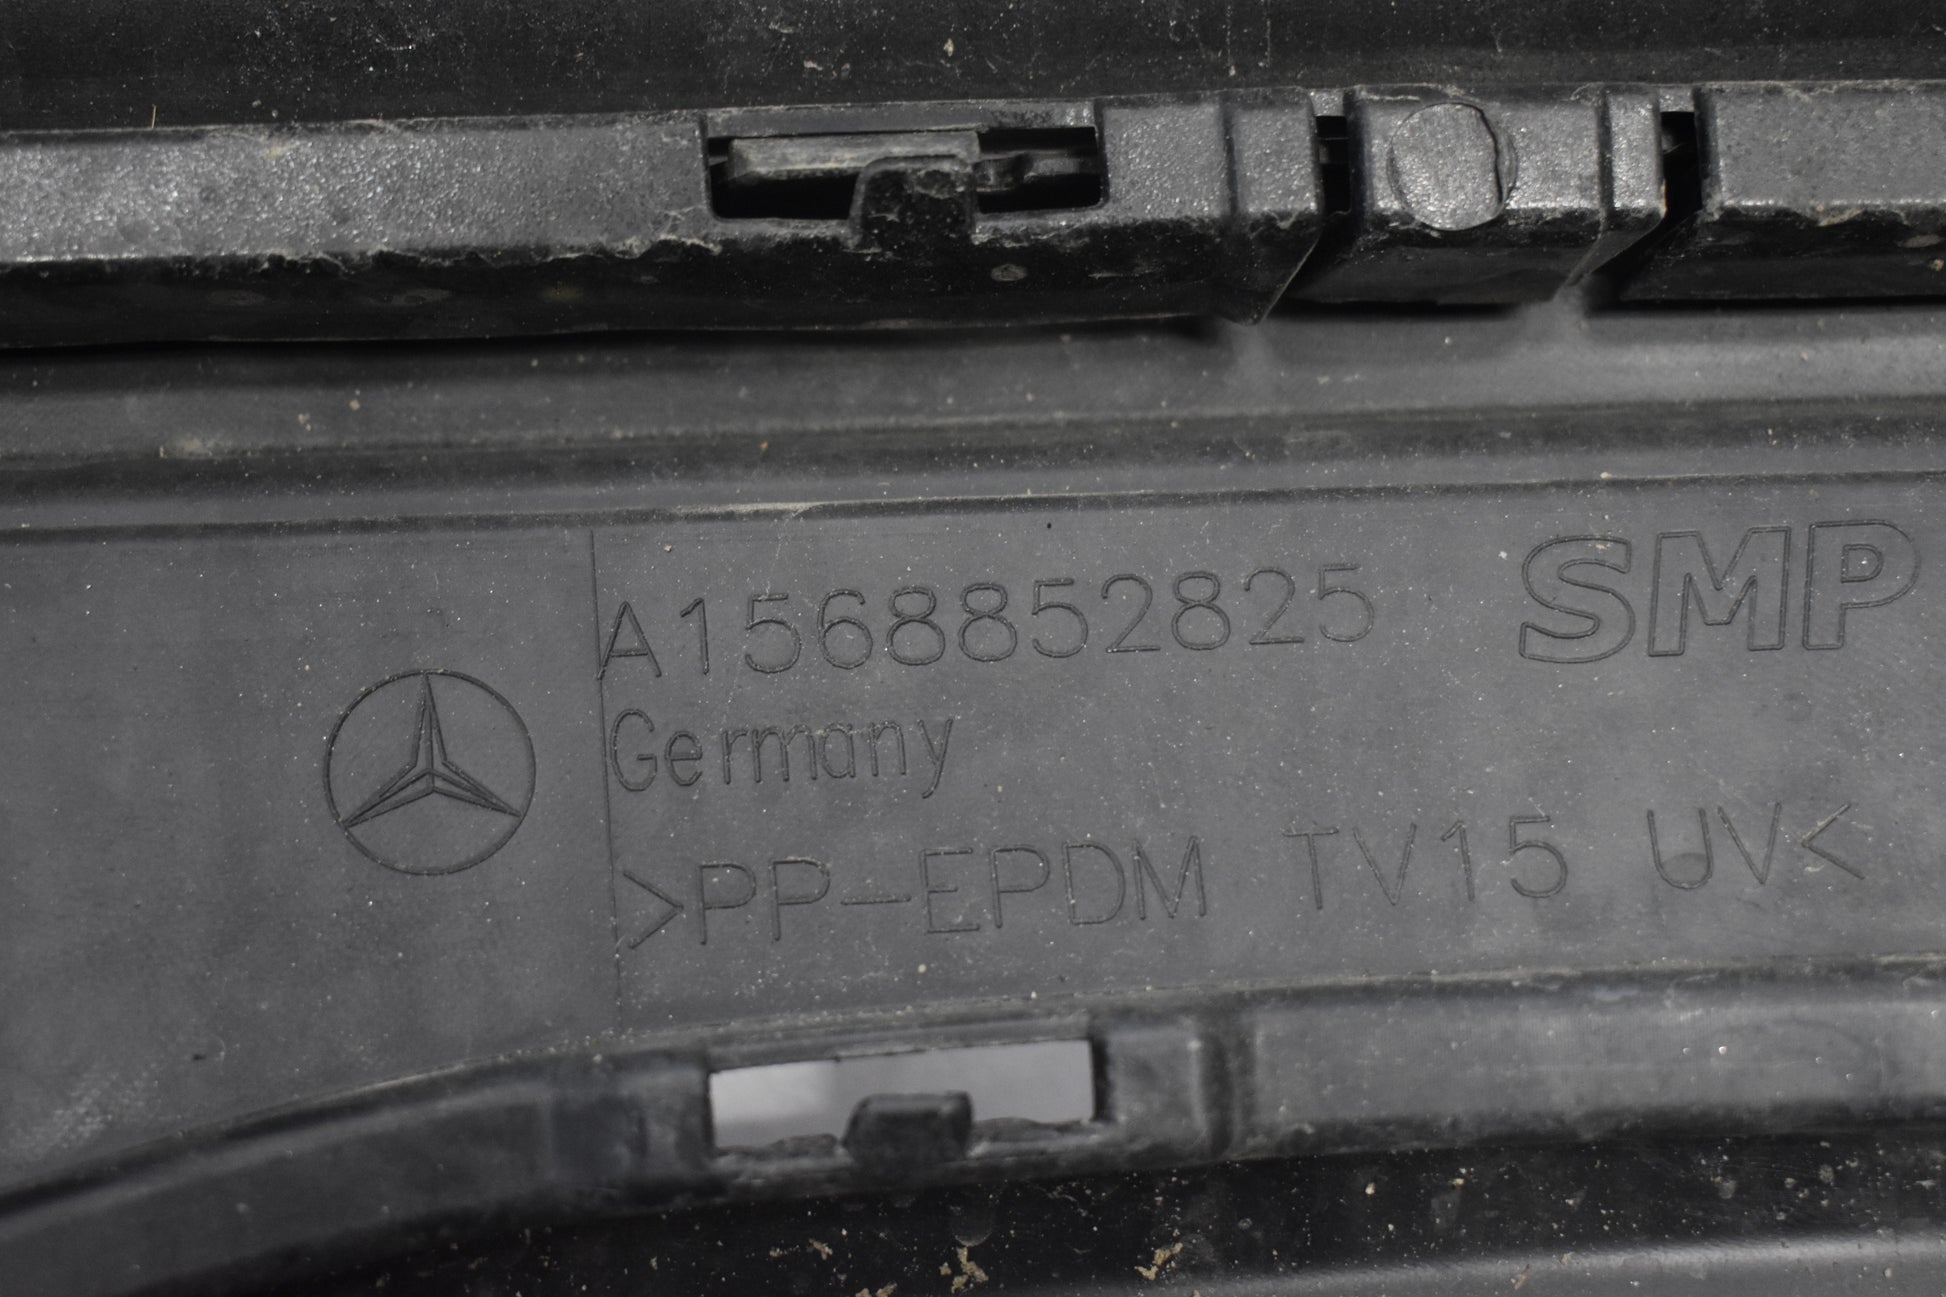 A1568852825
SMP
Germany
>PP-EPDM TV15 UV<